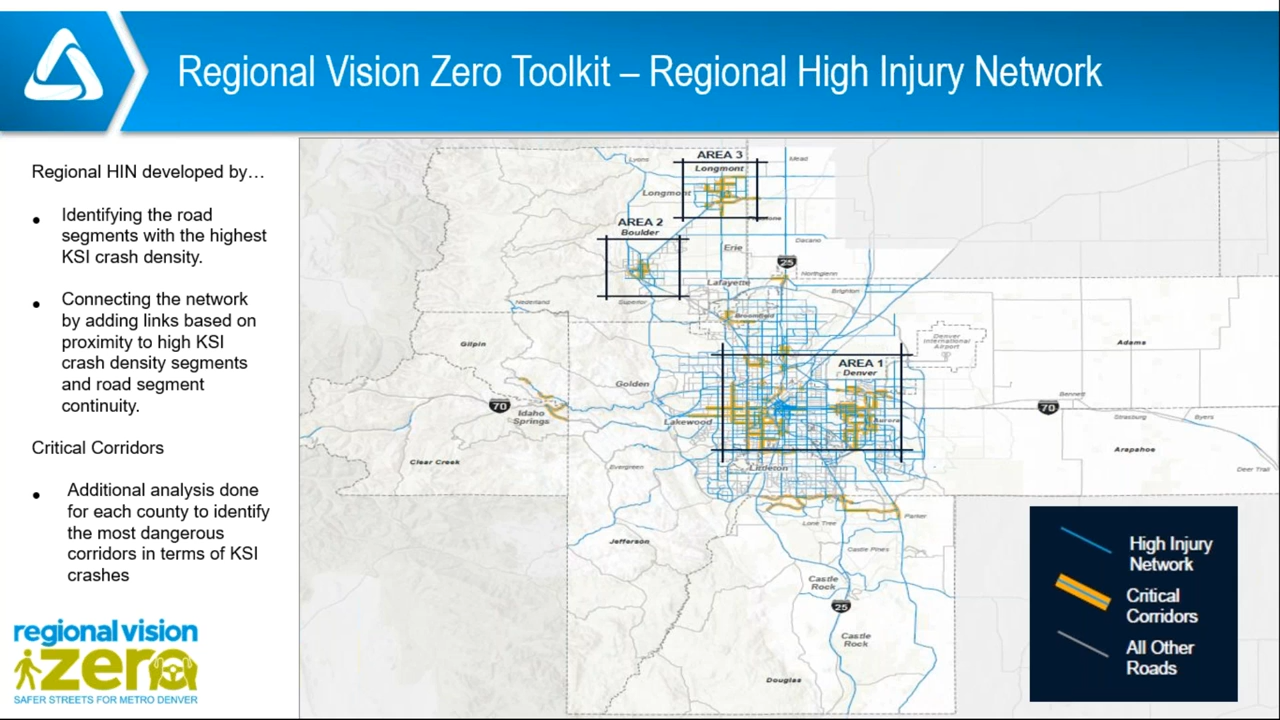 Regional Vision Zero Toolkit – Regional High Injury Network
Regional HIN developed by…
• Identifying the road
segments with the highest
KSI crash density.
• Connecting the network
by adding links based on
proximity to high KSI
crash density segments
and road segment
continuity.
Critical Corridors
• Additional analysis done
for each county to identify
the most dangerous
corridors in terms of KSI
crashes
regional vision
zero
SAFER STREETS FOR METRO DENVER
Lyons
AREA 3
Longmont
Mead
Longmont
AREA 2
Boulder
Erie
Dacono
25
Northglenn
Lafayette
Brighton
Superior
Nederland
Broomfield
Gilpin
Denver
International
Airport
Adams
AREA 1
Denver
Golden
70
Idaho
Springs
Lakewood
Aurora
Bennett
70
Strasburg
Byers
Arapahoe
Clear Creek
Evergreen
Littleton
Deer Trail
Lone Tree
Parker
Jefferson
Castle Pines
Castle
Rock
25
Castle
Rock
Douglas
High Injury
Network
Critical
Corridors
All Other
Roads